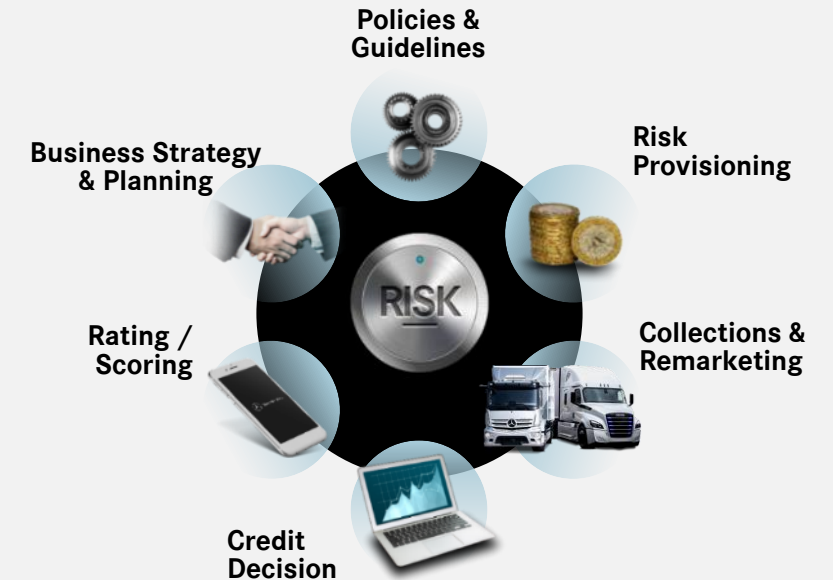 Policies &
Guidelines
Business Strategy
& Planning
Risk
Provisioning
RISK
Rating /
Scoring
Collections &
Remarketing
Credit
Decision